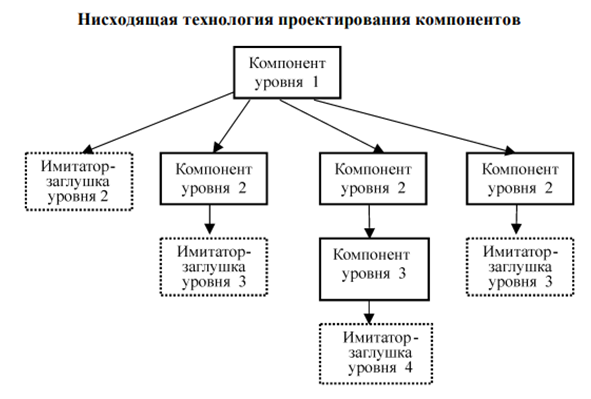 Нисходящая технология проектирования компонентов
Компонент
уровня 1
Имитатор-
заглушка
уровня 2
Компонент
уровня 2
Компонент
уровня 2
Компонент
уровня 2
Имитатор-
заглушка
уровня 3
Компонент
уровня 3
Имитатор-
заглушка
уровня 3
Имитатор-
заглушка
уровня 4